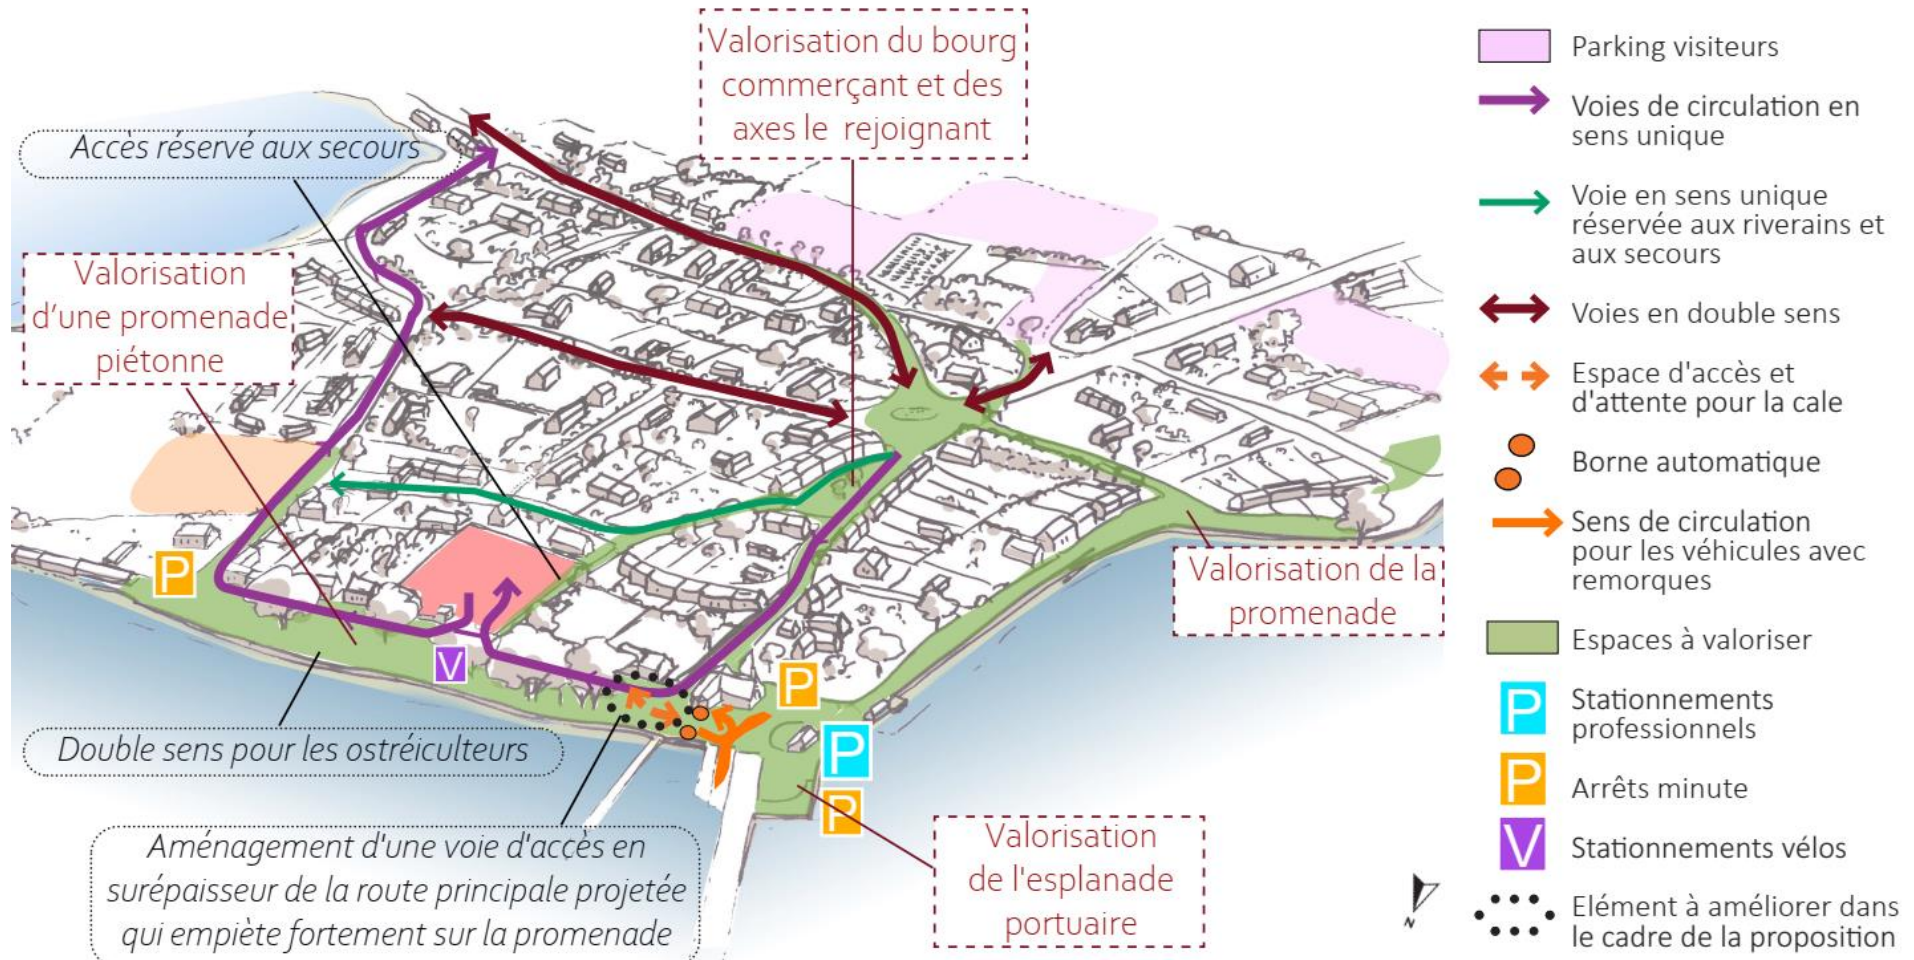 Valorisation du bourg
commerçant et des
axes le rejoignant
Accès réservé aux secours
Valorisation
d’une promenade
piétonne
P
V
P
P
P
Valorisation de la
promenade
Double sens pour les ostréiculteurs
Aménagement d'une voie d'accès en
surépaisseur de la route principale projetée
qui empiète fortement sur la promenade
Valorisation
de l'esplanade
portuaire
N
Parking visiteurs
Voies de circulation en
sens unique
Voie en sens unique
réservée aux riverains et
aux secours
Voies en double sens
Espace d'accès et
d'attente pour la cale
Borne automatique
Sens de circulation
pour les véhicules avec
remorques
Espaces à valoriser
P
Stationnements
professionnels
P
Arrêts minute
V
Stationnements vélos
Elément à améliorer dans
le cadre de la proposition